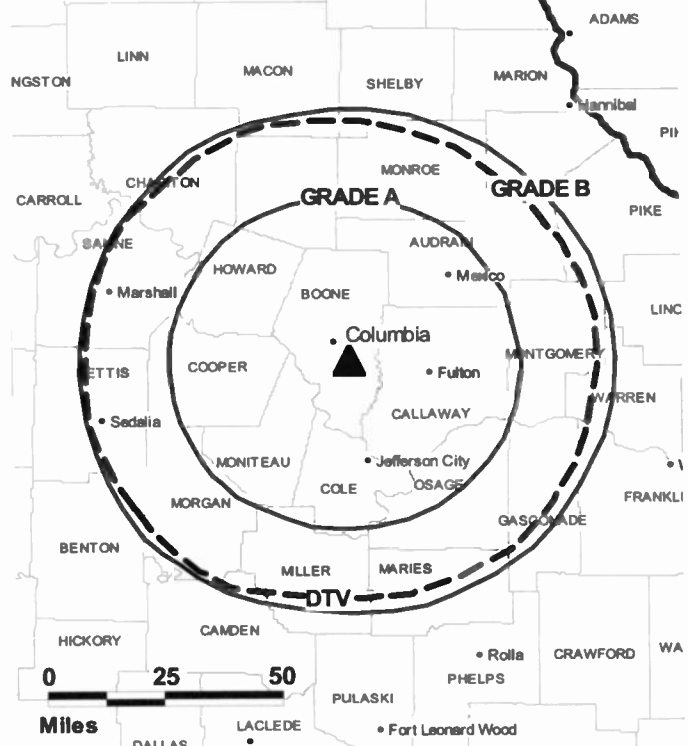 ADAMS
LINN
MACON
NGSTON
SHELBY
MARION
Hannibal
MONROE
CHARITON
GRADE A
GRADE B
CARROLL
PIKE
SALINE
AUDRAIN
HOWARD
Mexico
BOONE
Marshall
LINC
Columbia
MONTGOMERY
COOPER
ETTIS
Fulton
WARREN
CALLAWAY
Sedalia
MONITEAU
Jefferson City
COLE
OSAGE
MORGAN
FRANKLI
GASCONADE
BENTON
MILLER
MARIES
DTV
CAMDEN
HICKORY
Rolla
CRAWFORD
WA
0 25 50
PHELPS
PULASKI
Miles
LACLEDE
Fort Leonard Wood
DALLAS